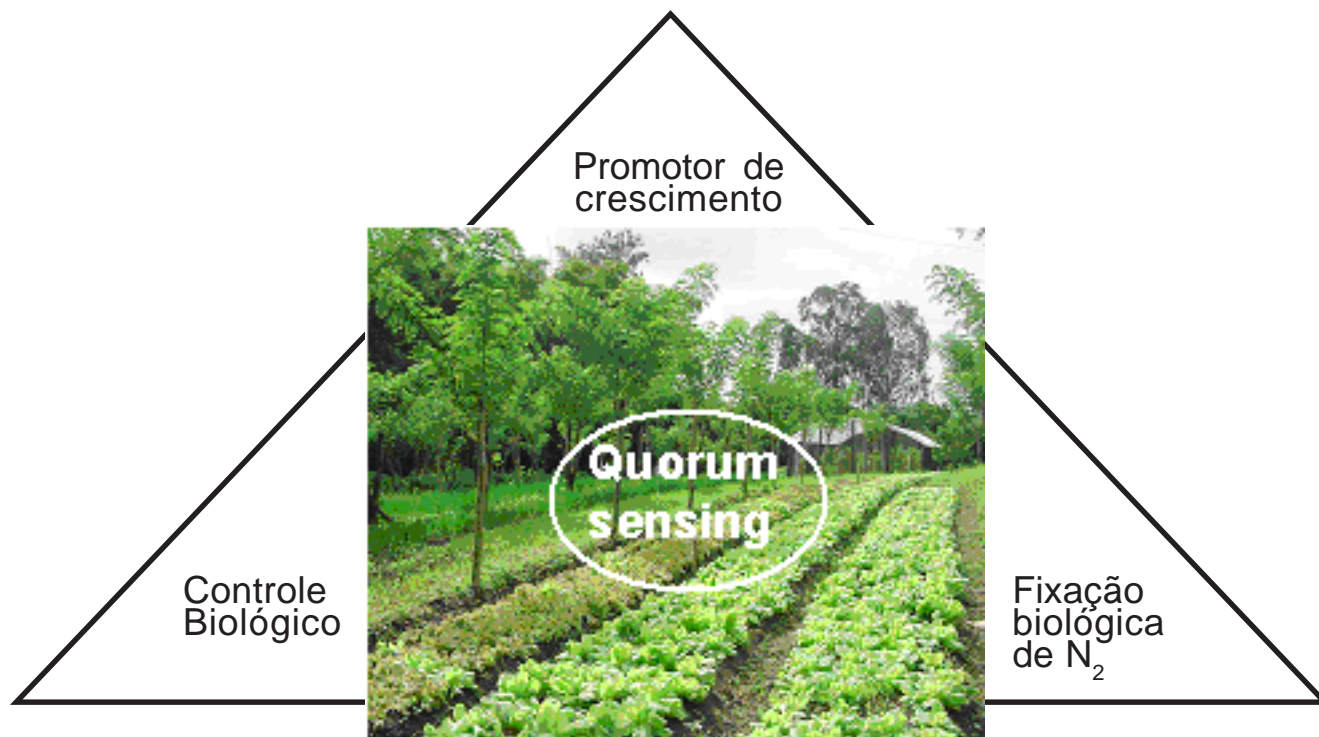 Promotor de
crescimento
Quorum
sensing
Controle
Biológico
Fixação
biológica
de N₂